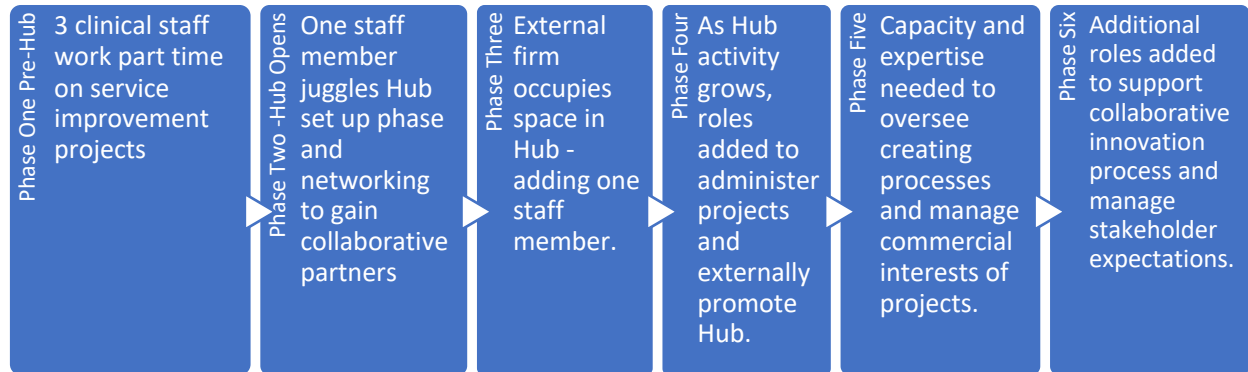 Phase One Pre-Hub
3 clinical staff
work part time
on service
improvement
projects
Phase Two -Hub Opens
One staff
member
juggles Hub
set up phase
and
networking
to gain
collaborative
partners
Phase Three
External
firm
occupies
space in
Hub -
adding one
staff
member.
Phase Four
As Hub
activity
grows,
roles
added to
administer
projects
and
externally
promote
Hub.
Phase Five
Capacity and
expertise
needed to
oversee
creating
processes
and manage
commercial
interests of
projects.
Phase Six
Additional
roles added
to support
collaborative
innovation
process and
manage
stakeholder
expectations.